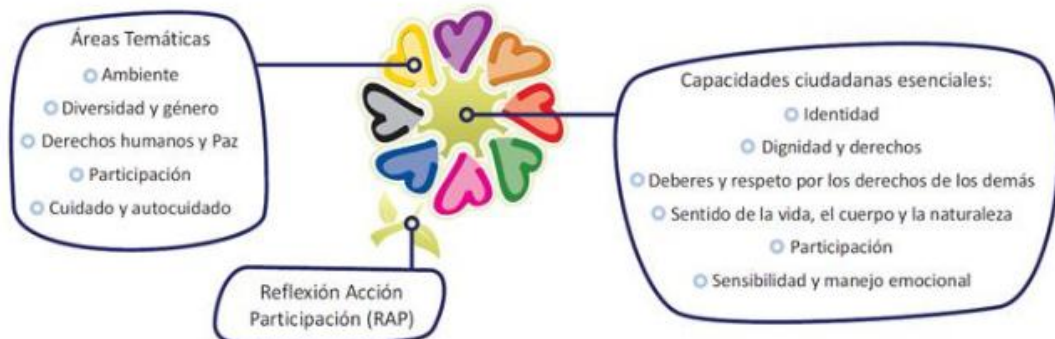 Áreas Temáticas
Ambiente
Diversidad y género
Derechos humanos y Paz
Participación
Cuidado y autocuidado
Reflexión Acción
Participación (RAP)
Capacidades ciudadanas esenciales:
Identidad
Dignidad y derechos
Deberes y respeto por los derechos de los demás
Sentido de la vida, el cuerpo y la naturaleza
Participación
Sensibilidad y manejo emocional